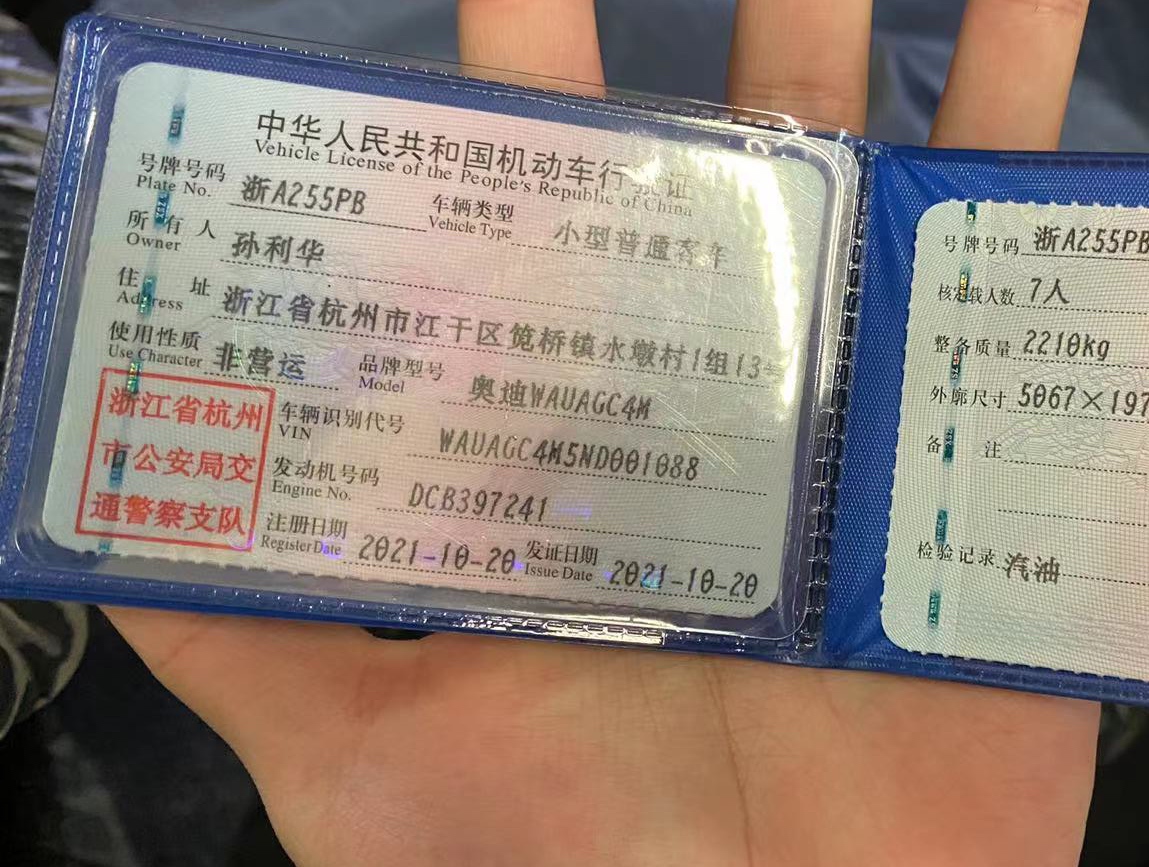 中华人民共和国机动车行驶证
Vehicle License of the People's Republic of China
号牌号码 浙A255PB 车辆类型 小型普通客车
Plate No. Vehicle Type
所有人 孙利华
Owner
住址 浙江省杭州市江干区笕桥镇水墩村1组13号
Address
使用性质 非营运 品牌型号 奥迪WAUAGC4M
Use Character Model
浙江省杭州
市公安局交
通警察支队
车辆识别代号 WAUAGC4M5ND001088
VIN
发动机号码 DCB397241
Engine No.
注册日期 2021-10-20 发证日期 2021-10-20
Register Date Issue Date
号牌号码 浙A255PB
核定载人数 7人
整备质量 2210kg
外廓尺寸 5067×197
备注
检验记录 汽油